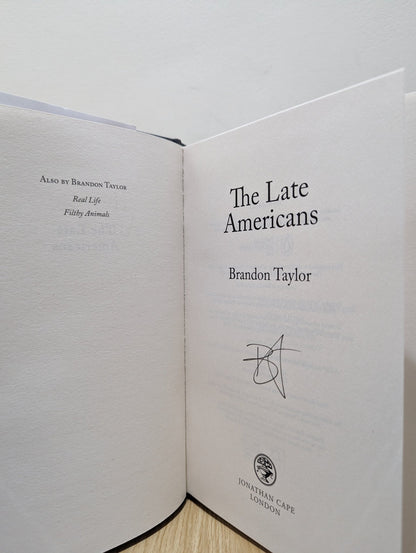 ALSO BY BRANDON TAYLOR
Real Life
Filthy Animals
The Late
Americans
Brandon Taylor
JONATHAN CAPE
LONDON